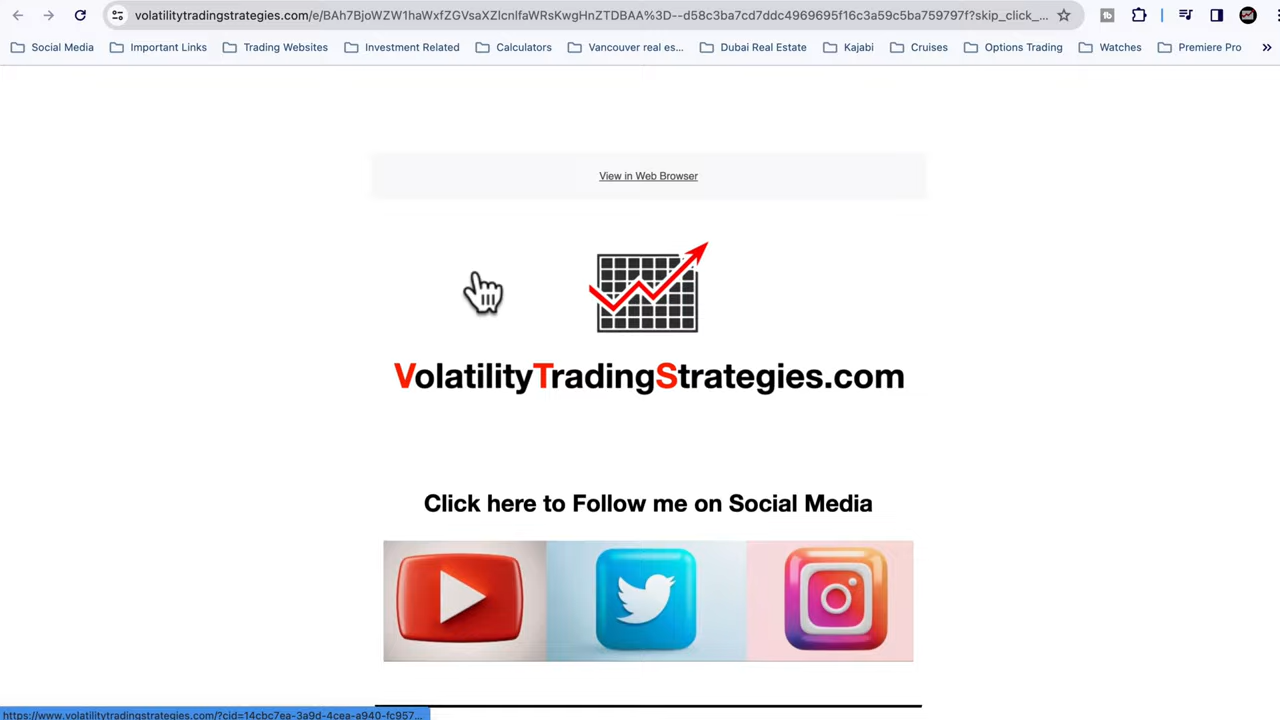 volatilitytradingstrategies.com/e/BAh7BjoWZW1haWxfZGVsaXZlcnlfaWRsKwgHnZTDBAA%3D--d58c3ba7cd7ddc4969695f16c3a59c5ba759797f?skip_click_...
Social Media Important Links Trading Websites Investment Related Calculators Vancouver real es... Dubai Real Estate Kajabi Cruises Options Trading Watches Premiere Pro »
View in Web Browser
VolatilityTradingStrategies.com
Click here to Follow me on Social Media
https://www.volatilitytradingstrategies.com/?cid=14cbc7ea-3a9d-4cea-a940-fc957...